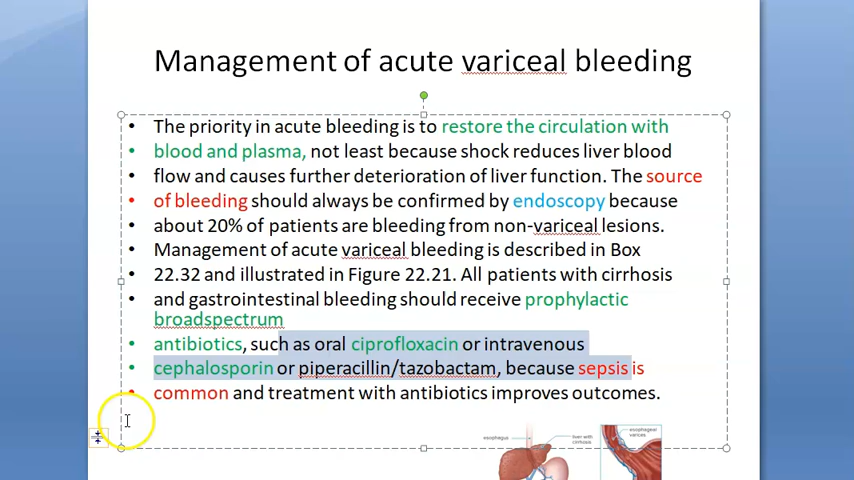 Management of acute variceal bleeding
• The priority in acute bleeding is to restore the circulation with
• blood and plasma, not least because shock reduces liver blood
• flow and causes further deterioration of liver function. The source
• of bleeding should always be confirmed by endoscopy because
• about 20% of patients are bleeding from non-variceal lesions.
• Management of acute variceal bleeding is described in Box
• 22.32 and illustrated in Figure 22.21. All patients with cirrhosis
• and gastrointestinal bleeding should receive prophylactic
broadspectrum
• antibiotics, such as oral ciprofloxacin or intravenous
• cephalosporin or piperacillin/tazobactam, because sepsis is
• common and treatment with antibiotics improves outcomes.
esophagus
liver with
cirrhosis
esophageal
varices